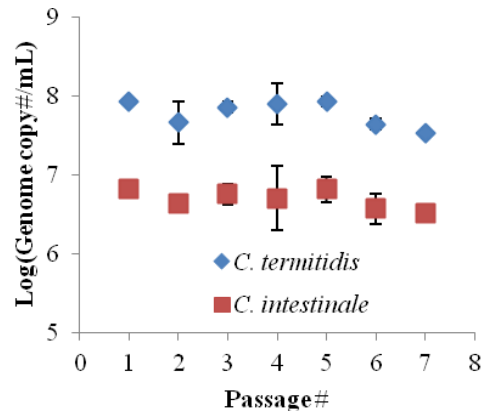 9
8
7
6
5
Log(Genome copy#/mL)
C. termitidis
C. intestinale
0 1 2 3 4 5 6 7 8
Passage#